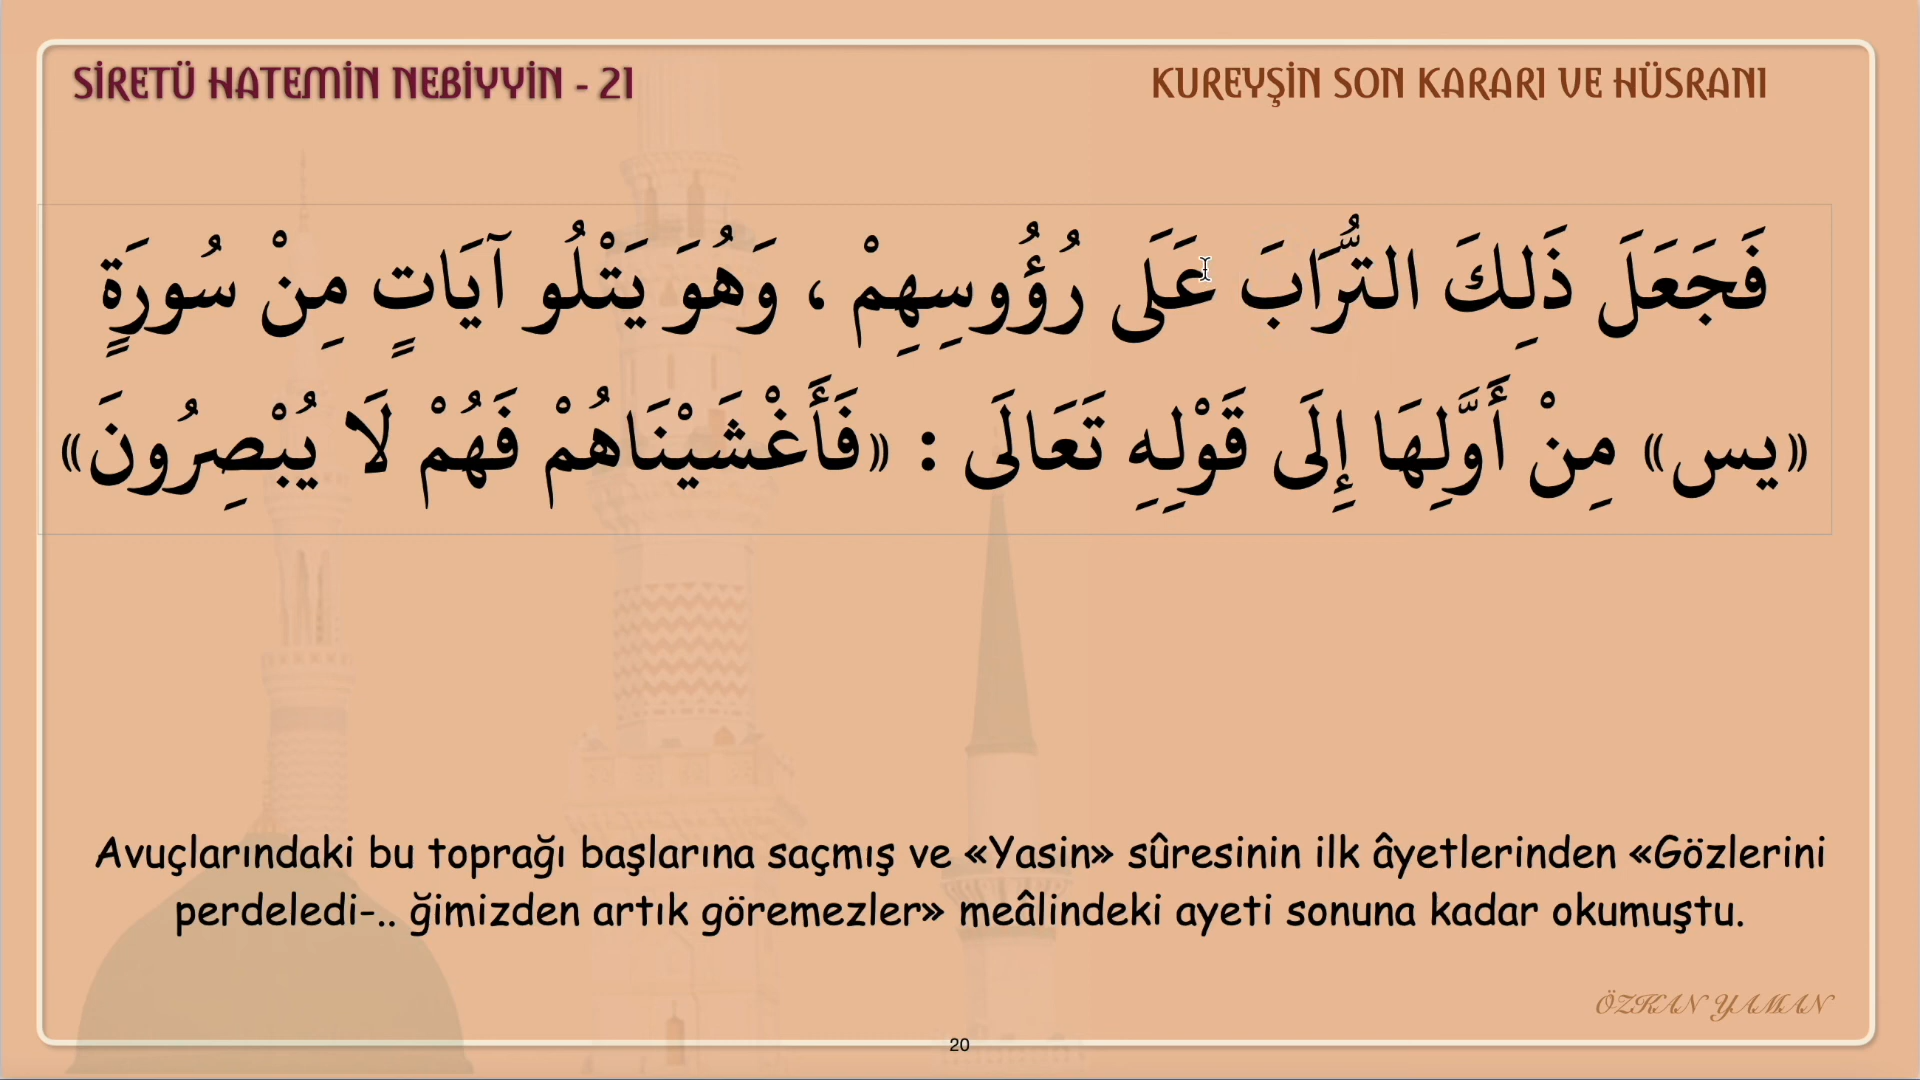 SİRETÜ HATEMİN NEBİYYİN - 21
KUREYŞİN SON KARARI VE HÜSRANI
فَجَعَلَ ذَلِكَ التُّرَابَ عَلَى رُؤُوسِهِمْ ، وَهُوَ يَتْلُو آيَاتٍ مِنْ سُورَةٍ
«يس» مِنْ أَوَّلِهَا إِلَى قَوْلِهِ تَعَالَى : «فَأَغْشَيْنَاهُمْ فَهُمْ لَا يُبْصِرُونَ»
Avuçlarındaki bu toprağı başlarına saçmış ve «Yasin» sûresinin ilk âyetlerinden «Gözlerini
perdeledi-.. ğimizden artık göremezler» meâlindeki ayeti sonuna kadar okumuştu.
ÖZKAN YAMAN
20